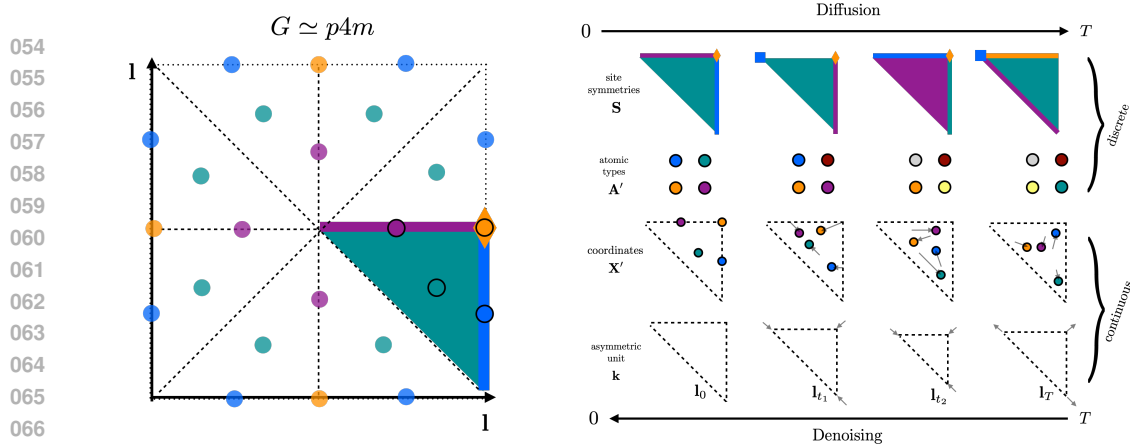 054
055
056
057
058
059
060
061
062
063
064
065
066
G ≃ p4m
l
l
Diffusion
0
T
site
symmetries
S
discrete
atomic
types
A′
coordinates
X′
continuous
asymmetric
unit
k
l₀
lₜ₁
lₜ₂
l_T
0
T
Denoising